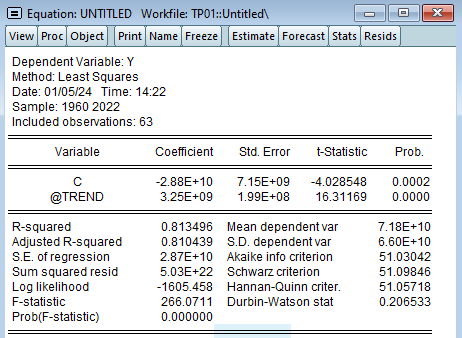 Equation: UNTITLED Workfile: TP01::Untitled\
View Proc Object Print Name Freeze Estimate Forecast Stats Resids
Dependent Variable: Y
Method: Least Squares
Date: 01/05/24 Time: 14:22
Sample: 1960 2022
Included observations: 63
Variable Coefficient Std. Error t-Statistic Prob.
C -2.88E+10 7.15E+09 -4.028548 0.0002
@TREND 3.25E+09 1.99E+08 16.31169 0.0000
R-squared 0.813496 Mean dependent var 7.18E+10
Adjusted R-squared 0.810439 S.D. dependent var 6.60E+10
S.E. of regression 2.87E+10 Akaike info criterion 51.03042
Sum squared resid 5.03E+22 Schwarz criterion 51.09846
Log likelihood -1605.458 Hannan-Quinn criter. 51.05718
F-statistic 266.0711 Durbin-Watson stat 0.206533
Prob(F-statistic) 0.000000